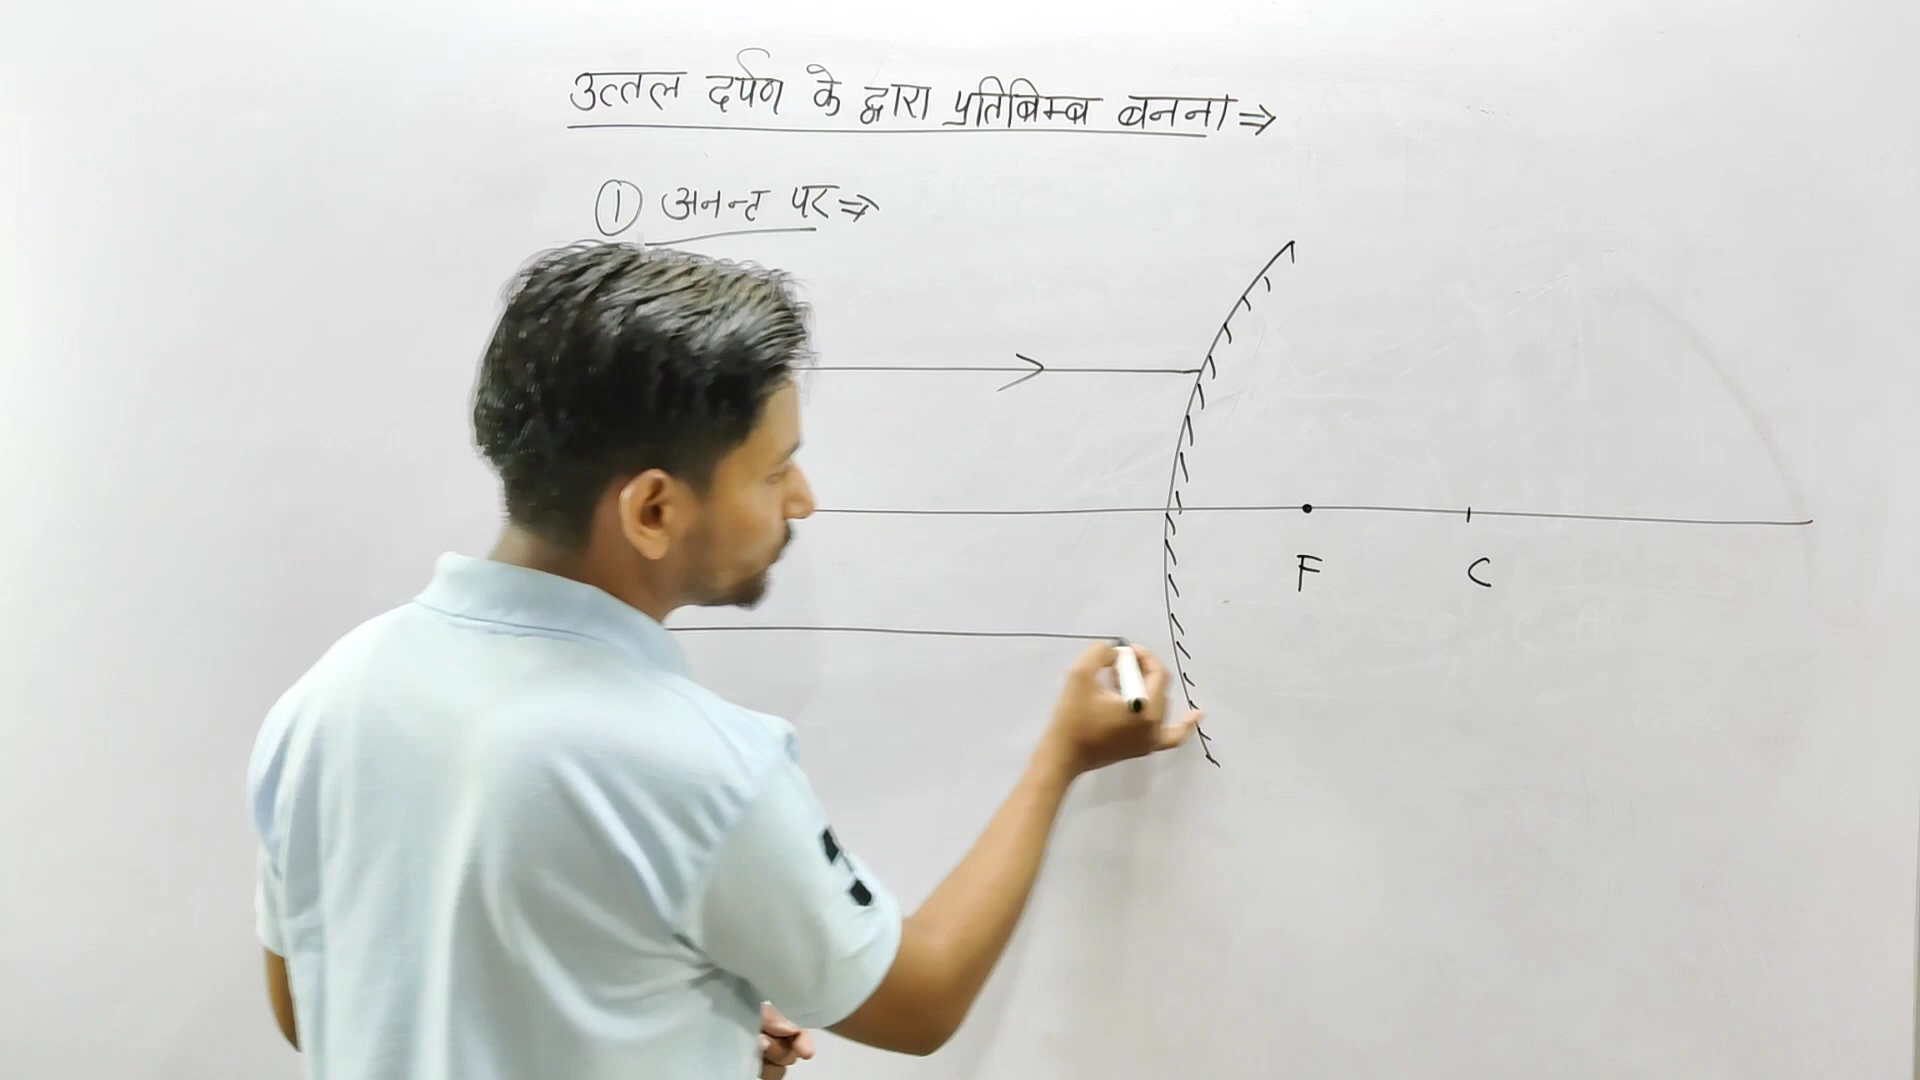 उत्तल दर्पण के द्वारा प्रतिबिम्ब बनना ⇒
① अनन्त पर ⇒
F C